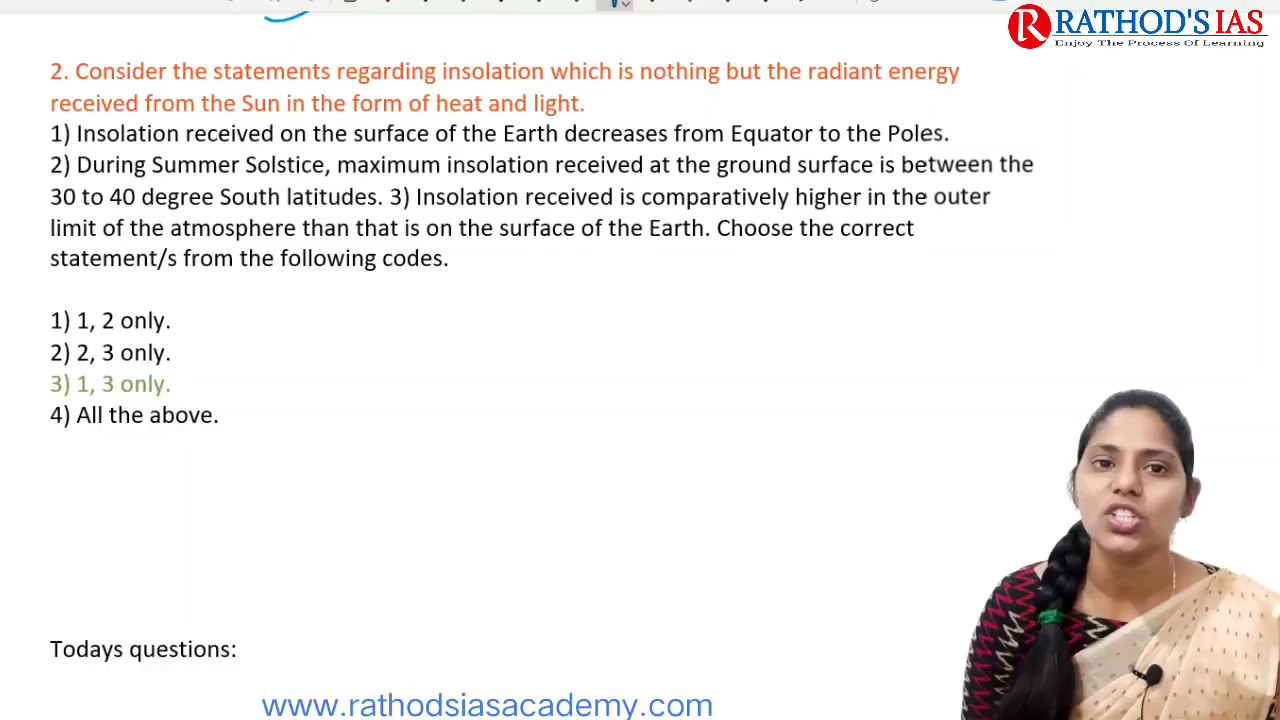 RATHOD'S IAS
Enjoy The Process Of Learning
2. Consider the statements regarding insolation which is nothing but the radiant energy
received from the Sun in the form of heat and light.
1) Insolation received on the surface of the Earth decreases from Equator to the Poles.
2) During Summer Solstice, maximum insolation received at the ground surface is between the
30 to 40 degree South latitudes. 3) Insolation received is comparatively higher in the outer
limit of the atmosphere than that is on the surface of the Earth. Choose the correct
statement/s from the following codes.
1) 1, 2 only.
2) 2, 3 only.
3) 1, 3 only.
4) All the above.
Todays questions:
www.rathodsiasacademy.com